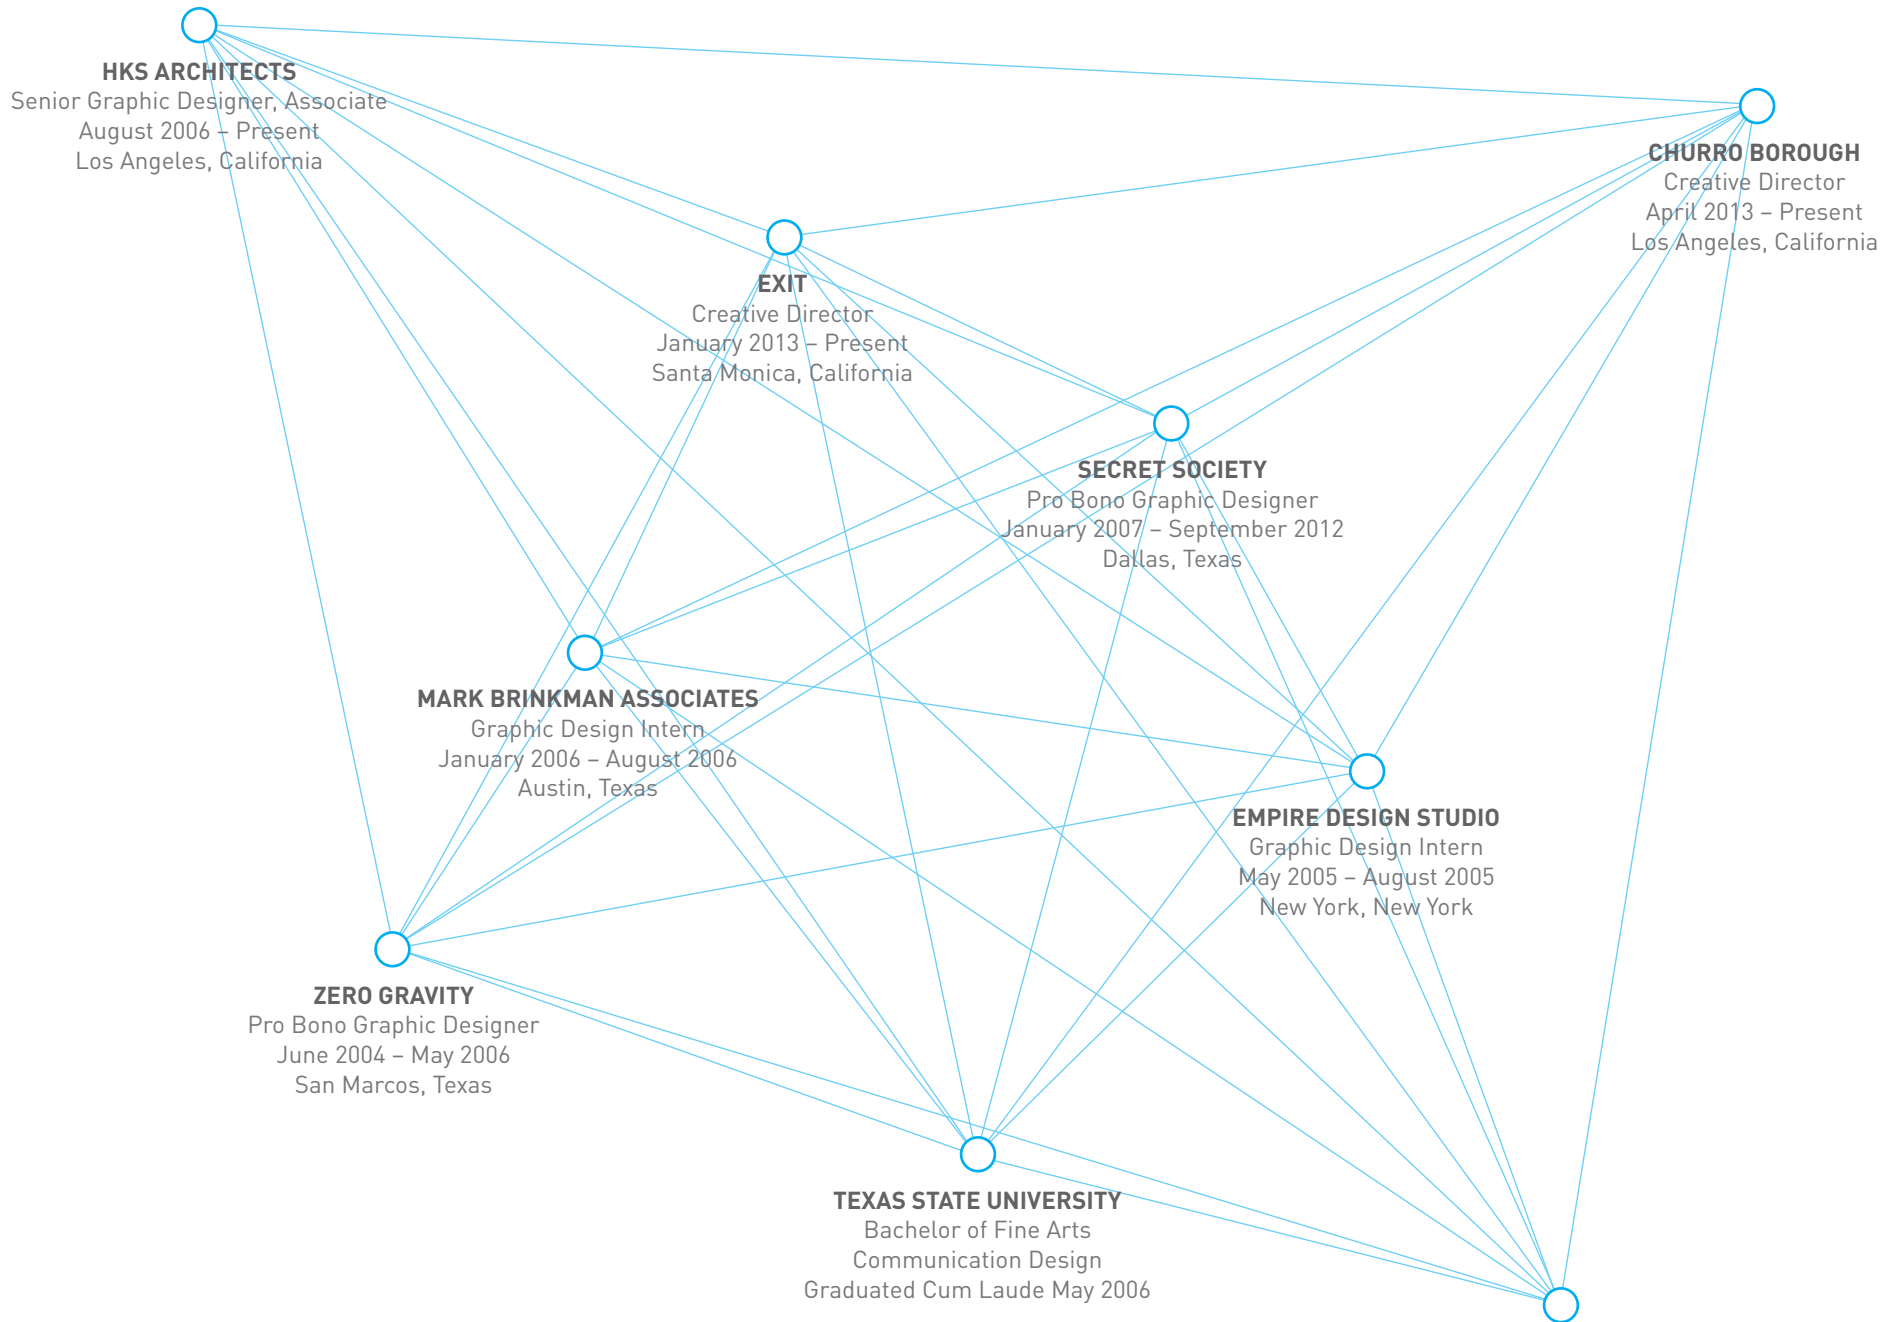 HKS ARCHITECTS
Senior Graphic Designer, Associate
August 2006 – Present
Los Angeles, California
CHURRO BOROUGH
Creative Director
April 2013 – Present
Los Angeles, California
EXIT
Creative Director
January 2013 – Present
Santa Monica, California
SECRET SOCIETY
Pro Bono Graphic Designer
January 2007 – September 2012
Dallas, Texas
MARK BRINKMAN ASSOCIATES
Graphic Design Intern
January 2006 – August 2006
Austin, Texas
EMPIRE DESIGN STUDIO
Graphic Design Intern
May 2005 – August 2005
New York, New York
ZERO GRAVITY
Pro Bono Graphic Designer
June 2004 – May 2006
San Marcos, Texas
TEXAS STATE UNIVERSITY
Bachelor of Fine Arts
Communication Design
Graduated Cum Laude May 2006